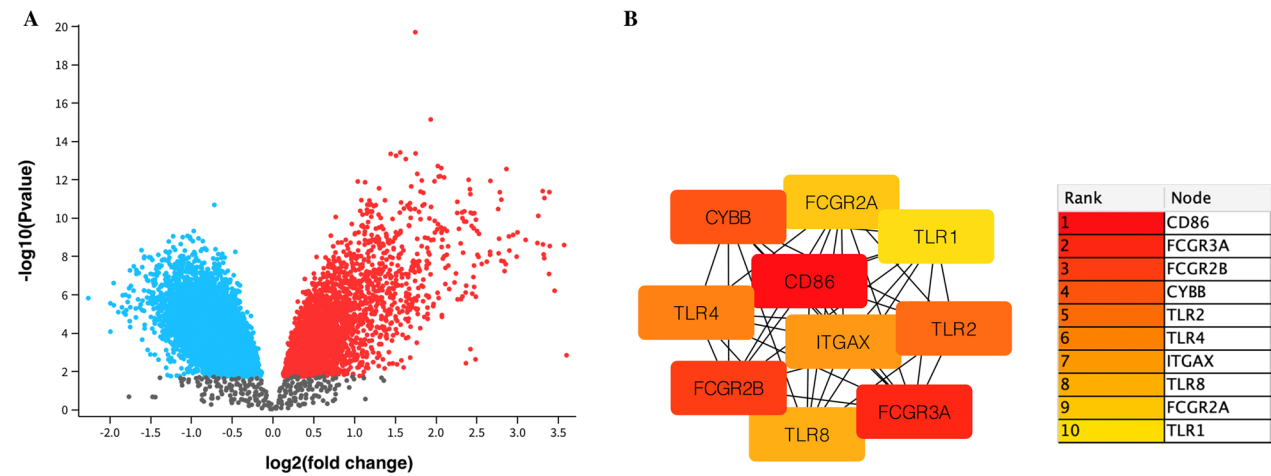 A
B
20
18
16
14
12
10
8
6
4
2
0
-log10(Pvalue)
-2.0 -1.5 -1.0 -0.5 0.0 0.5 1.0 1.5 2.0 2.5 3.0 3.5
log2(fold change)
FCGR2A
CYBB
TLR1
CD86
TLR4
TLR2
ITGAX
FCGR2B
FCGR3A
TLR8
Rank Node
1 CD86
2 FCGR3A
3 FCGR2B
4 CYBB
5 TLR2
6 TLR4
7 ITGAX
8 TLR8
9 FCGR2A
10 TLR1